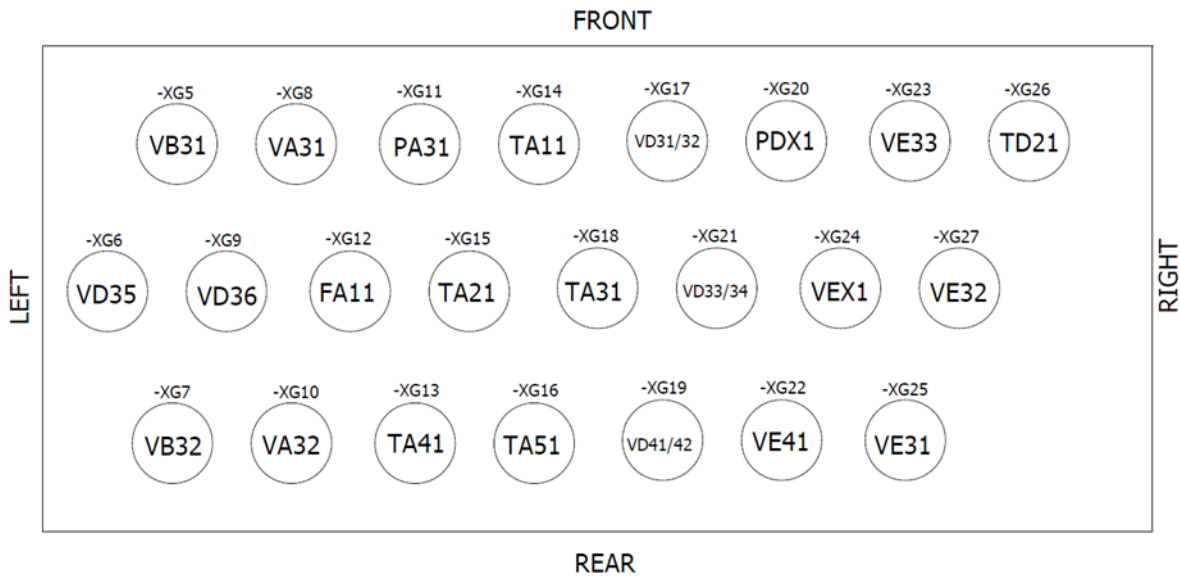 FRONT
-XG5 -XG8 -XG11 -XG14 -XG17 -XG20 -XG23 -XG26
VB31 VA31 PA31 TA11 VD31/32 PDX1 VE33 TD21
-XG6 -XG9 -XG12 -XG15 -XG18 -XG21 -XG24 -XG27
LEFT
VD35 VD36 FA11 TA21 TA31 VD33/34 VEX1 VE32
RIGHT
-XG7 -XG10 -XG13 -XG16 -XG19 -XG22 -XG25
VB32 VA32 TA41 TA51 VD41/42 VE41 VE31
REAR